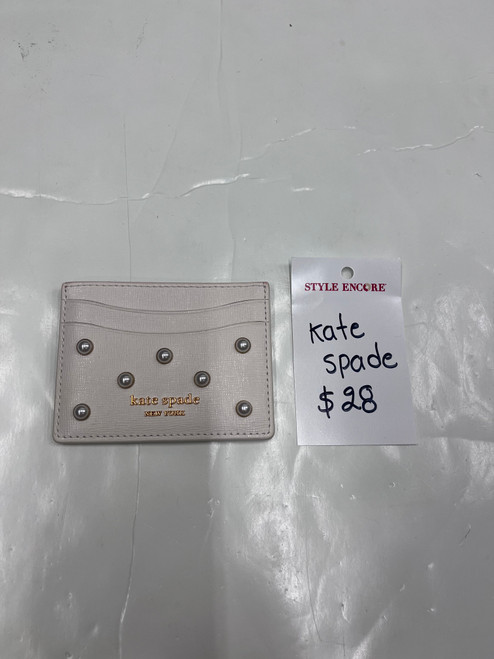 kate spade
NEW YORK
STYLE ENCORE
Kate
spade
$28